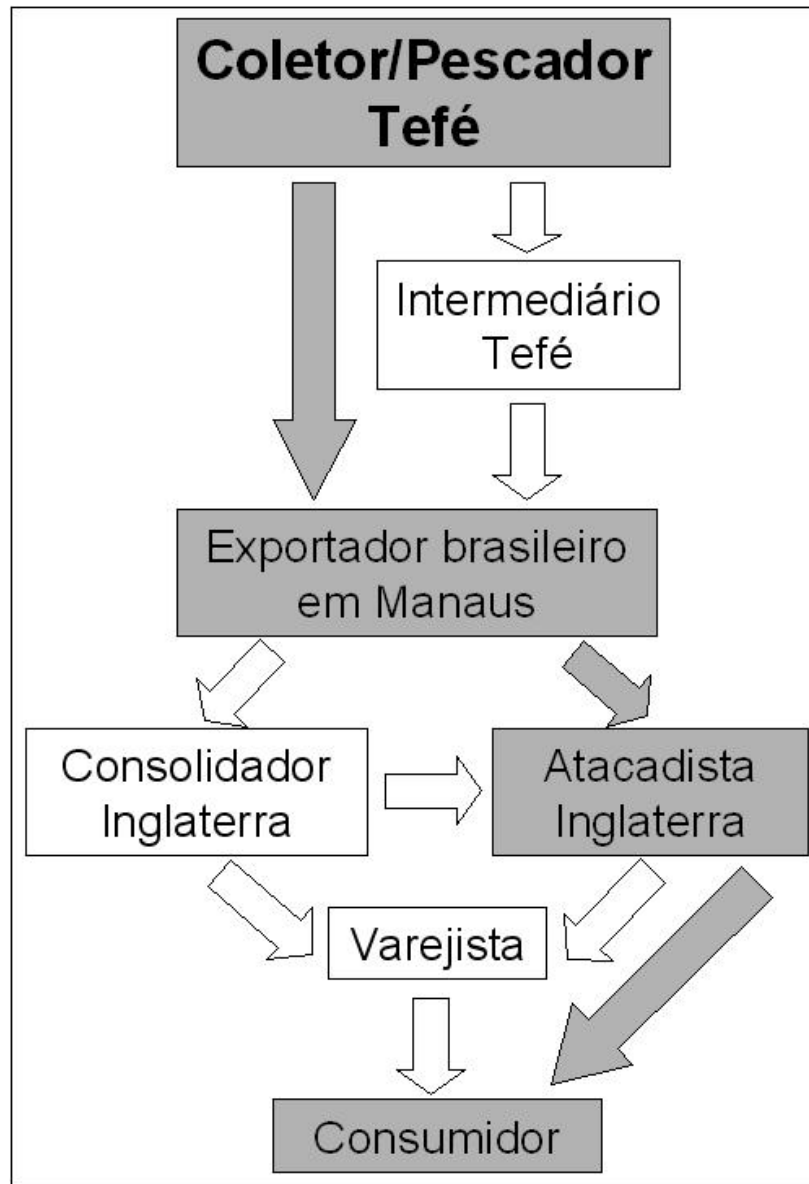 Coletor/Pescador
Tefé
Intermediário
Tefé
Exportador brasileiro
em Manaus
Consolidador
Inglaterra
Atacadista
Inglaterra
Varejista
Consumidor